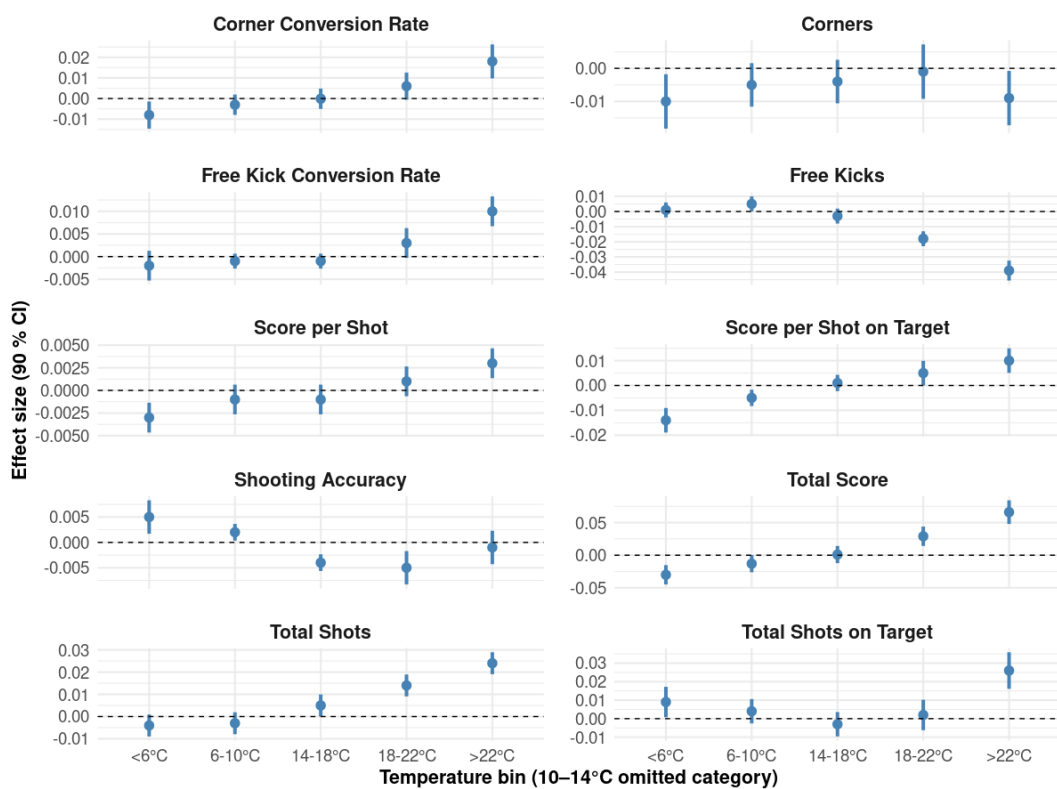 Corner Conversion Rate
0.02
0.01
0.00
-0.01
Corners
0.00
-0.01
Free Kick Conversion Rate
0.010
0.005
0.000
-0.005
Free Kicks
0.01
0.00
-0.01
-0.02
-0.03
-0.04
Effect size (90 % CI)
Score per Shot
0.0050
0.0025
0.0000
-0.0025
-0.0050
Score per Shot on Target
0.01
0.00
-0.01
-0.02
Shooting Accuracy
0.005
0.000
-0.005
Total Score
0.05
0.00
-0.05
Total Shots
0.03
0.02
0.01
0.00
-0.01
Total Shots on Target
0.03
0.02
0.01
0.00
-0.01
<6°C 6-10°C 14-18°C 18-22°C >22°C
<6°C 6-10°C 14-18°C 18-22°C >22°C
Temperature bin (10–14°C omitted category)